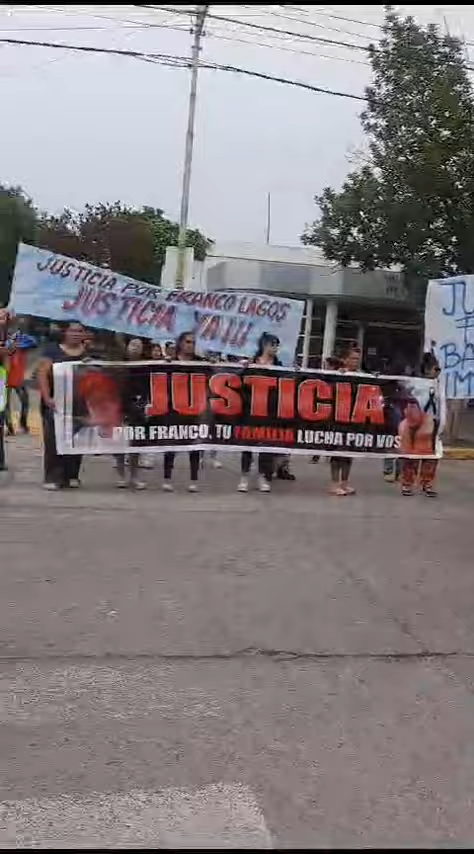 JUSTICIA POR FRANCO LAGOS
JUSTICIA YA!!!
JUSTICIA
POR FRANCO, TU FAMILIA LUCHA POR VOS